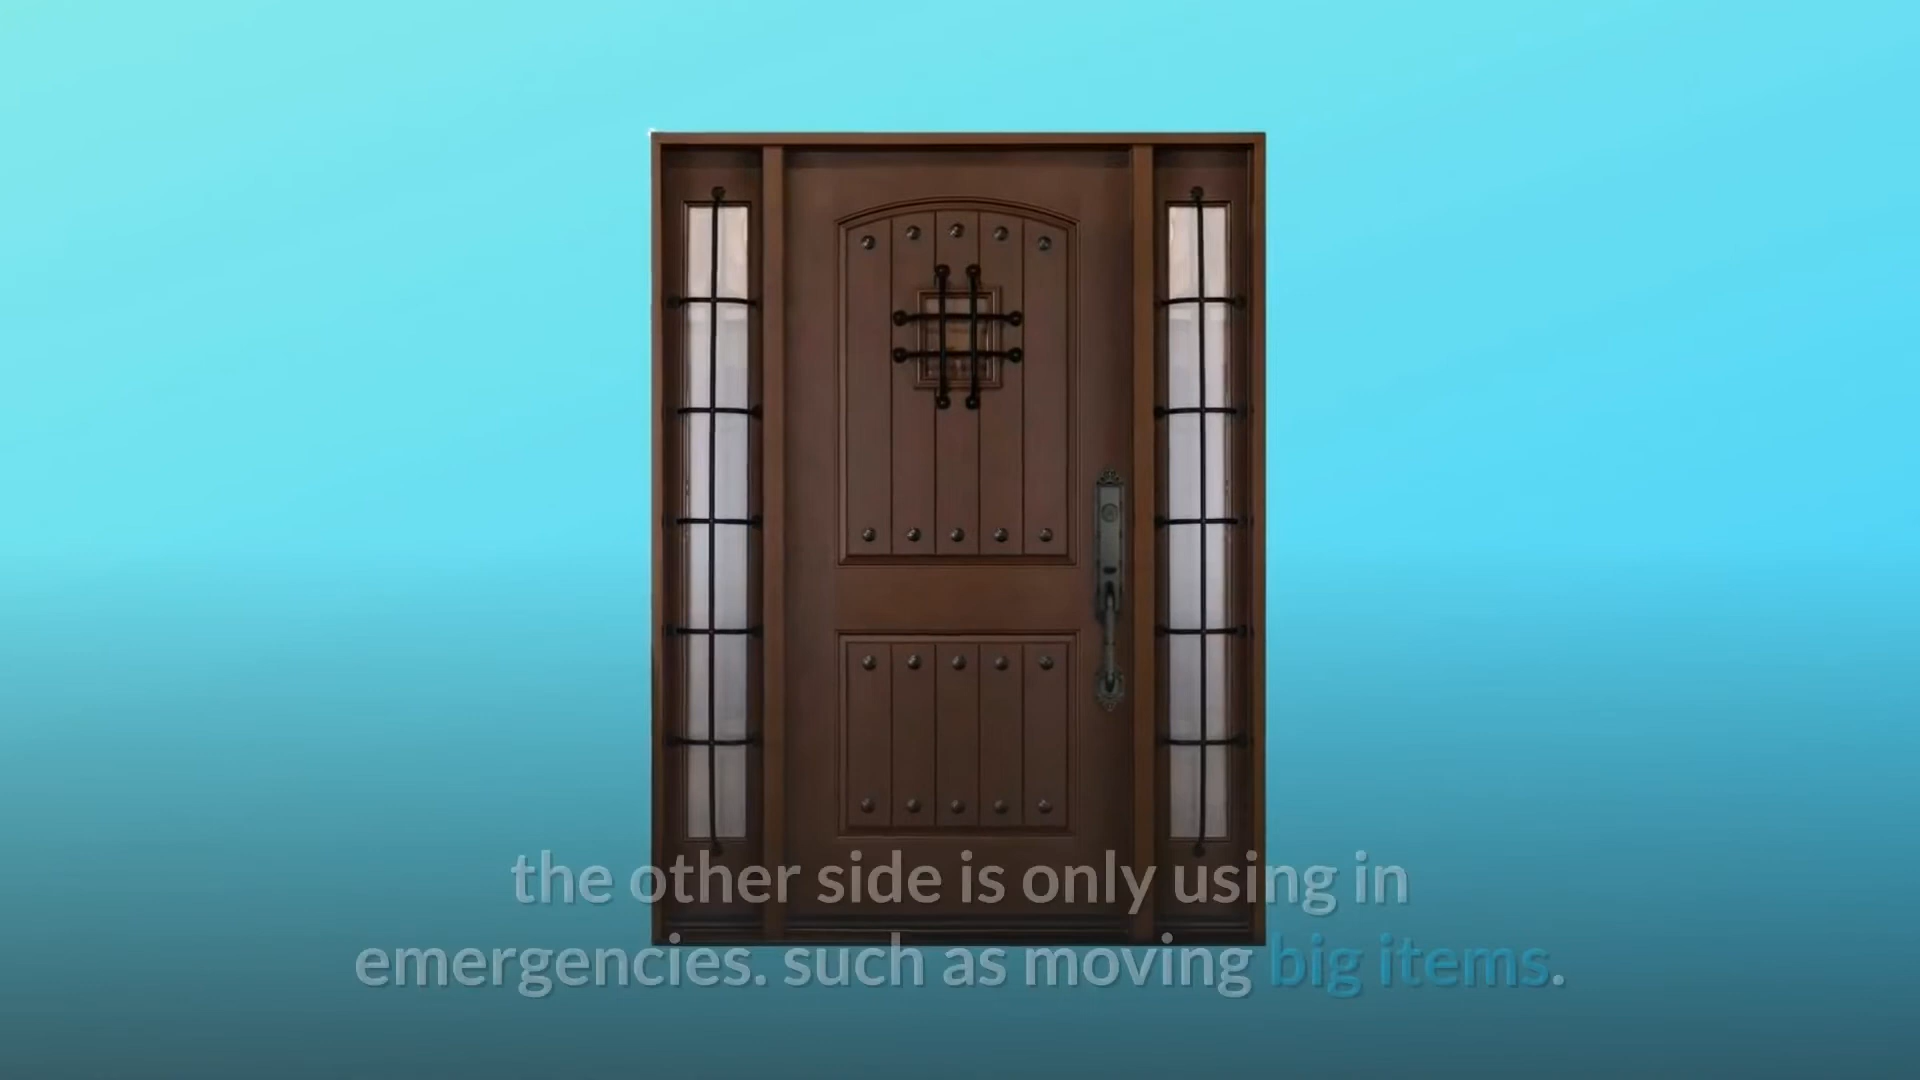 the other side is only using in
emergencies. such as moving big items.